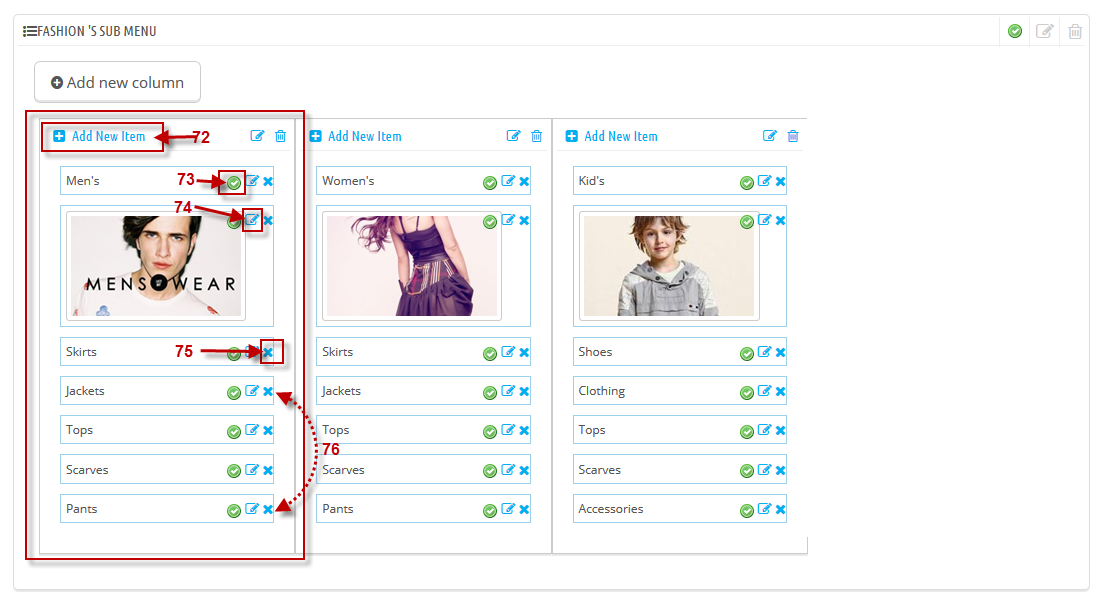 FASHION 'S SUB MENU
Add new column
Add New Item
72
Men's
73
74
MENSWEAR
Skirts
75
Jackets
Tops
76
Scarves
Pants
Add New Item
Women's
Skirts
Jackets
Tops
Scarves
Pants
Add New Item
Kid's
Shoes
Clothing
Tops
Scarves
Accessories